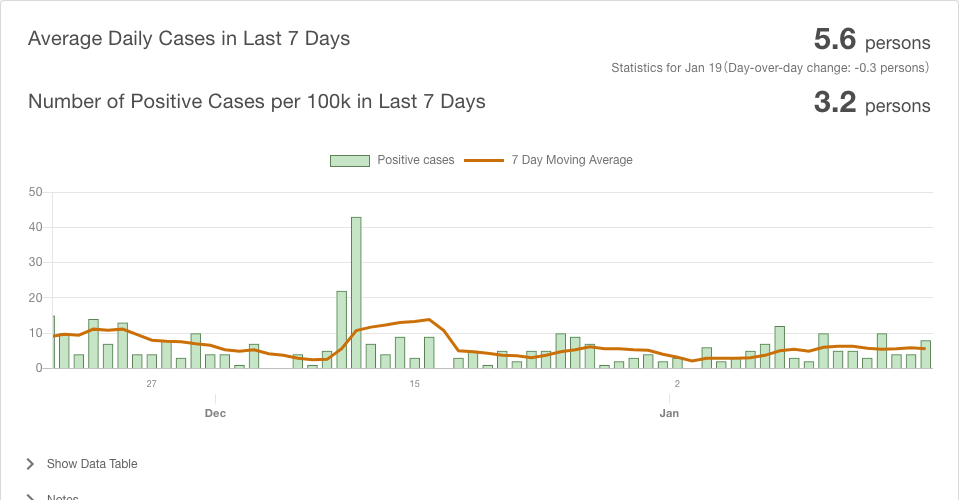 Average Daily Cases in Last 7 Days
5.6 persons
Statistics for Jan 19(Day-over-day change: -0.3 persons)
Number of Positive Cases per 100k in Last 7 Days
3.2 persons
Positive cases
7 Day Moving Average
50
40
30
20
10
0
27
15
2
Dec
Jan
Show Data Table
Notes